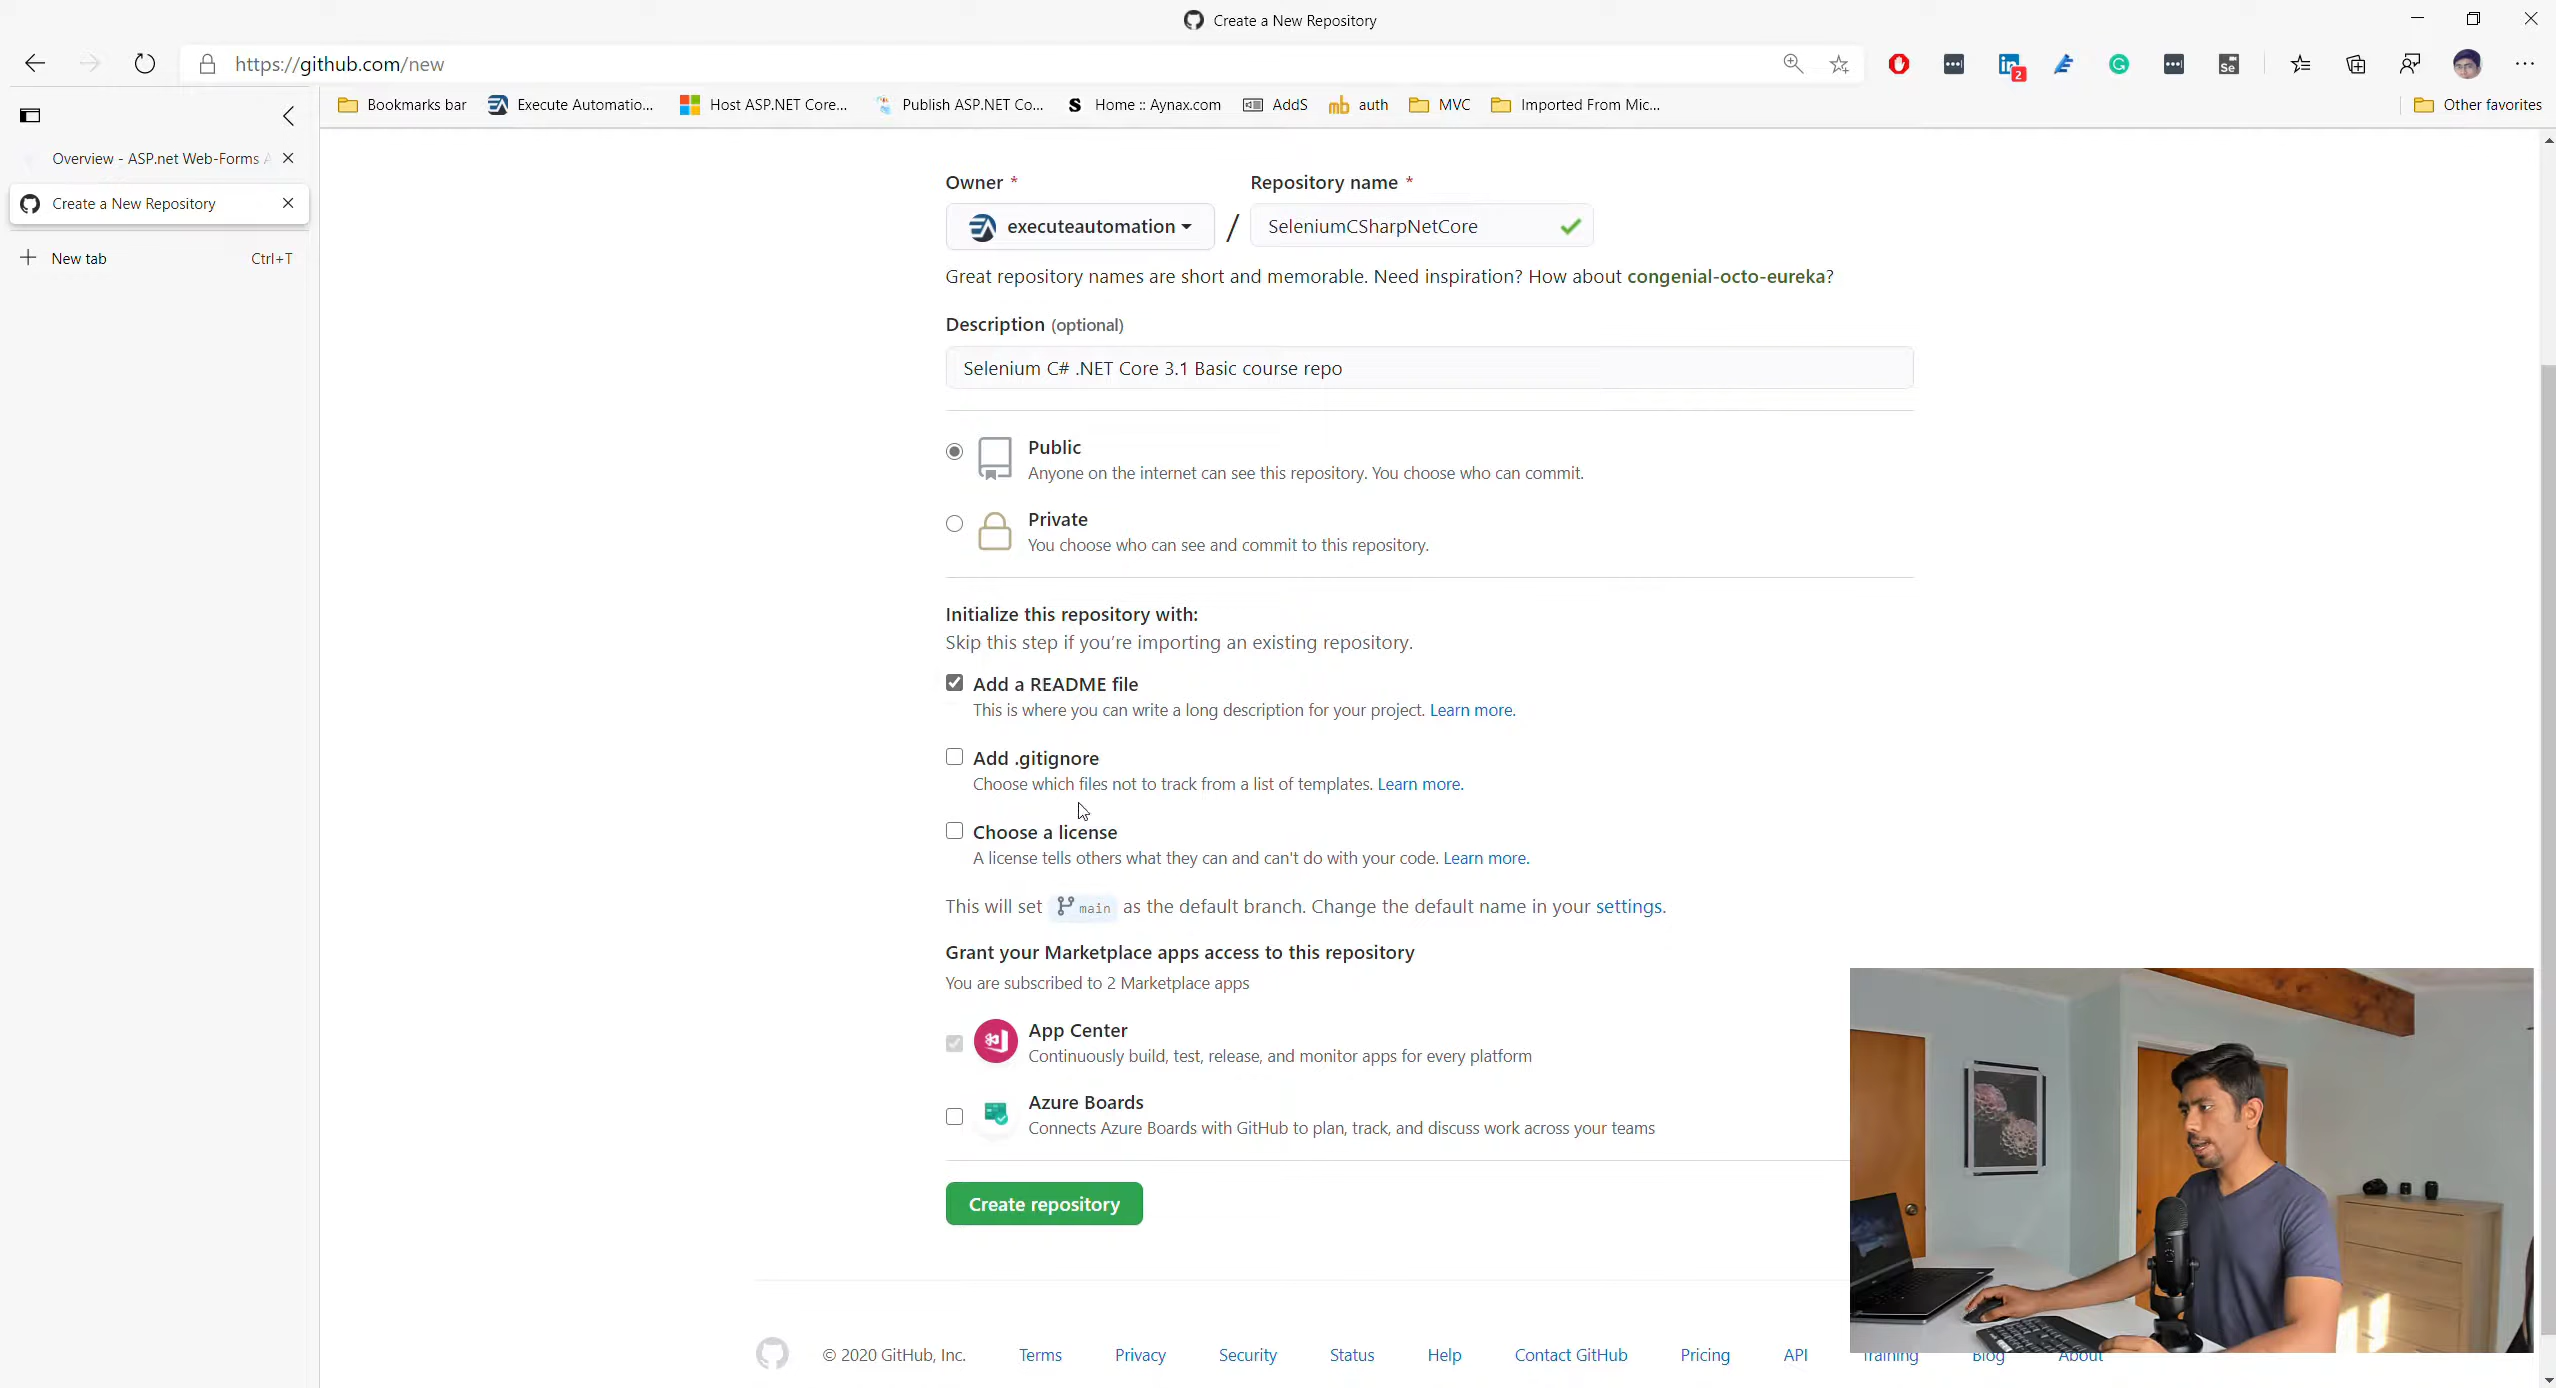 Create a New Repository
https://github.com/new
2
Se
Bookmarks bar
Execute Automatio...
Host ASP.NET Core...
Publish ASP.NET Co...
S Home :: Aynax.com
AddS
mb auth
MVC
Imported From Mic...
Other favorites
Overview - ASP.net Web-Forms
Create a New Repository
New tab Ctrl+T
Owner * Repository name *
executeautomation / SeleniumCSharpNetCore
Great repository names are short and memorable. Need inspiration? How about congenial-octo-eureka?
Description (optional)
Selenium C# .NET Core 3.1 Basic course repo
Public
Anyone on the internet can see this repository. You choose who can commit.
Private
You choose who can see and commit to this repository.
Initialize this repository with:
Skip this step if you're importing an existing repository.
Add a README file
This is where you can write a long description for your project. Learn more.
Add .gitignore
Choose which files not to track from a list of templates. Learn more.
Choose a license
A license tells others what they can and can't do with your code. Learn more.
This will set main as the default branch. Change the default name in your settings.
Grant your Marketplace apps access to this repository
You are subscribed to 2 Marketplace apps
App Center
Continuously build, test, release, and monitor apps for every platform
Azure Boards
Connects Azure Boards with GitHub to plan, track, and discuss work across your teams
Create repository
© 2020 GitHub, Inc. Terms Privacy Security Status Help Contact GitHub Pricing API Training Blog About